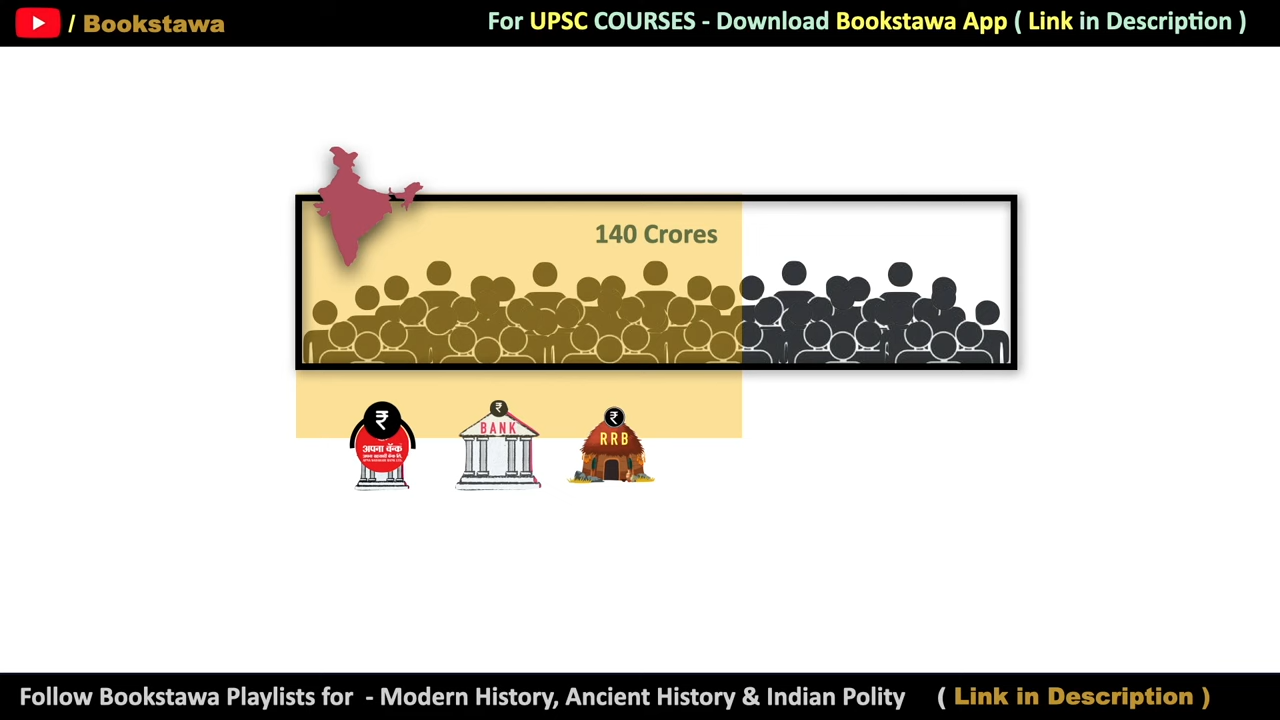 / Bookstawa
For UPSC COURSES - Download Bookstawa App ( Link in Description )
140 Crores
₹
अपना बॅंक
₹
BANK
₹
RRB
Follow Bookstawa Playlists for - Modern History, Ancient History & Indian Polity ( Link in Description )